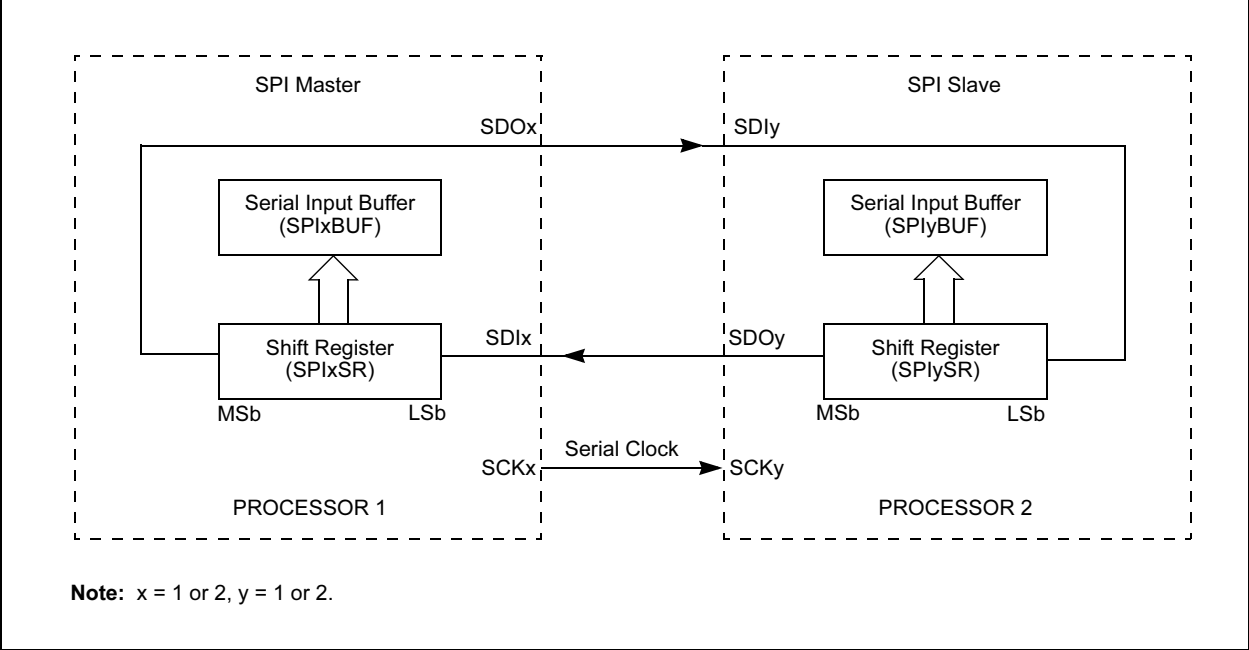 SPI Master
SPI Slave
SDOx
SDIy
Serial Input Buffer
(SPIxBUF)
Serial Input Buffer
(SPIyBUF)
SDIx
SDOy
Shift Register
(SPIxSR)
Shift Register
(SPIySR)
MSb
LSb
MSb
LSb
Serial Clock
SCKx
SCKy
PROCESSOR 1
PROCESSOR 2
Note: x = 1 or 2, y = 1 or 2.